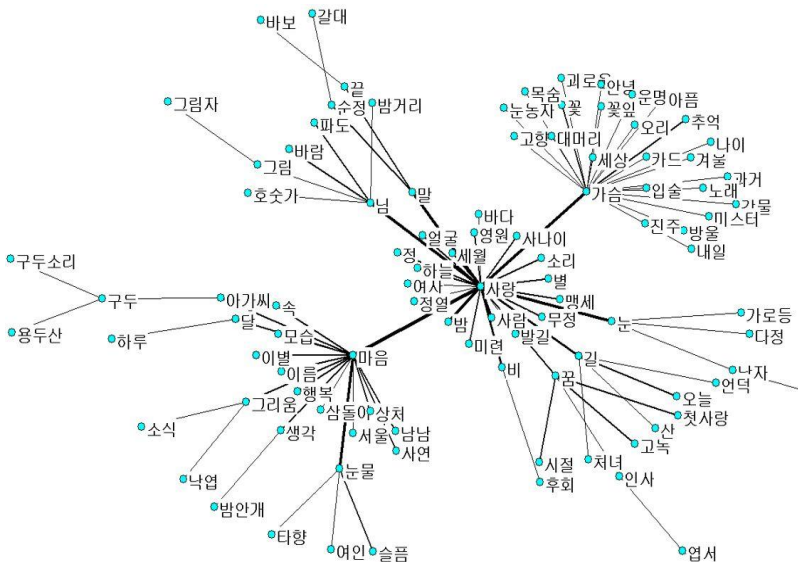 바보
갈대
끝
그림자
순정
밤거리
파도
바람
그림
말
호숫가
님
목숨
안녕
운명
아픔
눈농자
꽃
꽃잎
추억
고향
대머리
오리
나이
세상
카드
겨울
과거
가슴
입술
노래
미스터
진주
방울
내일
바다
얼굴
영원
사나이
정
세월
소리
하늘
여사
사랑
별
정열
맹세
밤
사람
무정
발길
미련
비
눈
가로등
다정
남자
길
꿈
언덕
오늘
첫사랑
산
고독
시절
처녀
후회
인사
엽서
구두소리
구두
아가씨
속
용두산
달
하루
모습
이별
마음
이름
행복
그리움
삼돌이
상처
소식
생각
서울
남남
사연
낙엽
눈물
밤안개
타향
여인
슬픔